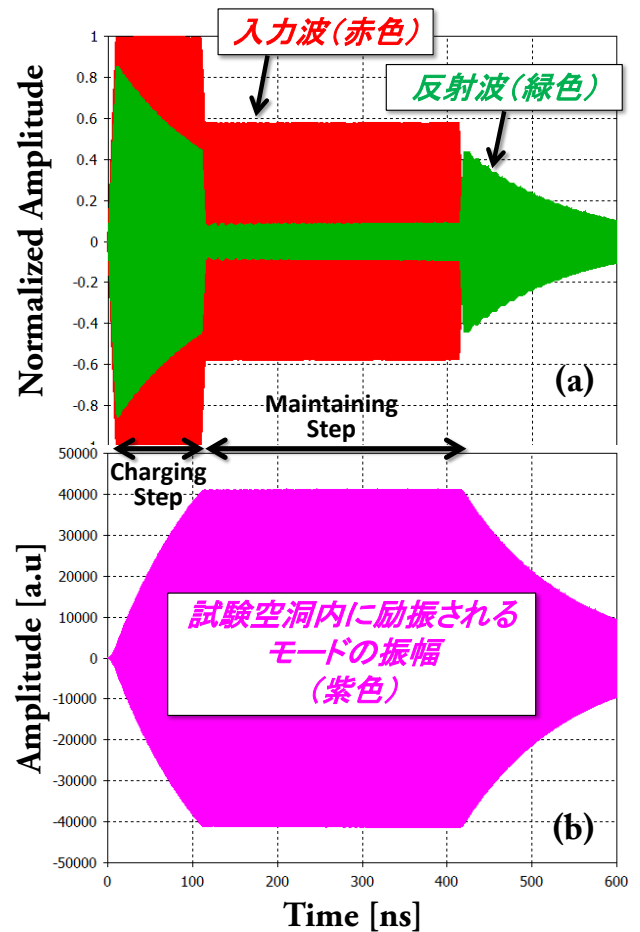 入力波(赤色)
反射波(緑色)
Normalized Amplitude
1
0.8
0.6
0.4
0.2
0
-0.2
-0.4
-0.6
-0.8
-1
(a)
Maintaining
Step
Charging
Step
Amplitude [a.u]
50000
40000
30000
20000
10000
0
-10000
-20000
-30000
-40000
-50000
試験空洞内に励振される
モードの振幅
(紫色)
(b)
0 100 200 300 400 500 600
Time [ns]